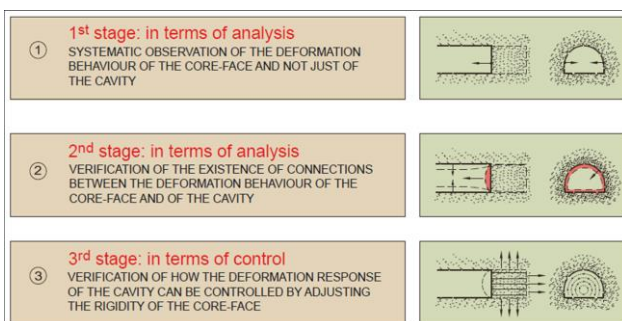 1
1st stage: in terms of analysis
SYSTEMATIC OBSERVATION OF THE DEFORMATION
BEHAVIOUR OF THE CORE-FACE AND NOT JUST OF
THE CAVITY
2
2nd stage: in terms of analysis
VERIFICATION OF THE EXISTENCE OF CONNECTIONS
BETWEEN THE DEFORMATION BEHAVIOUR OF THE
CORE-FACE AND OF THE CAVITY
3
3rd stage: in terms of control
VERIFICATION OF HOW THE DEFORMATION RESPONSE
OF THE CAVITY CAN BE CONTROLLED BY ADJUSTING
THE RIGIDITY OF THE CORE-FACE